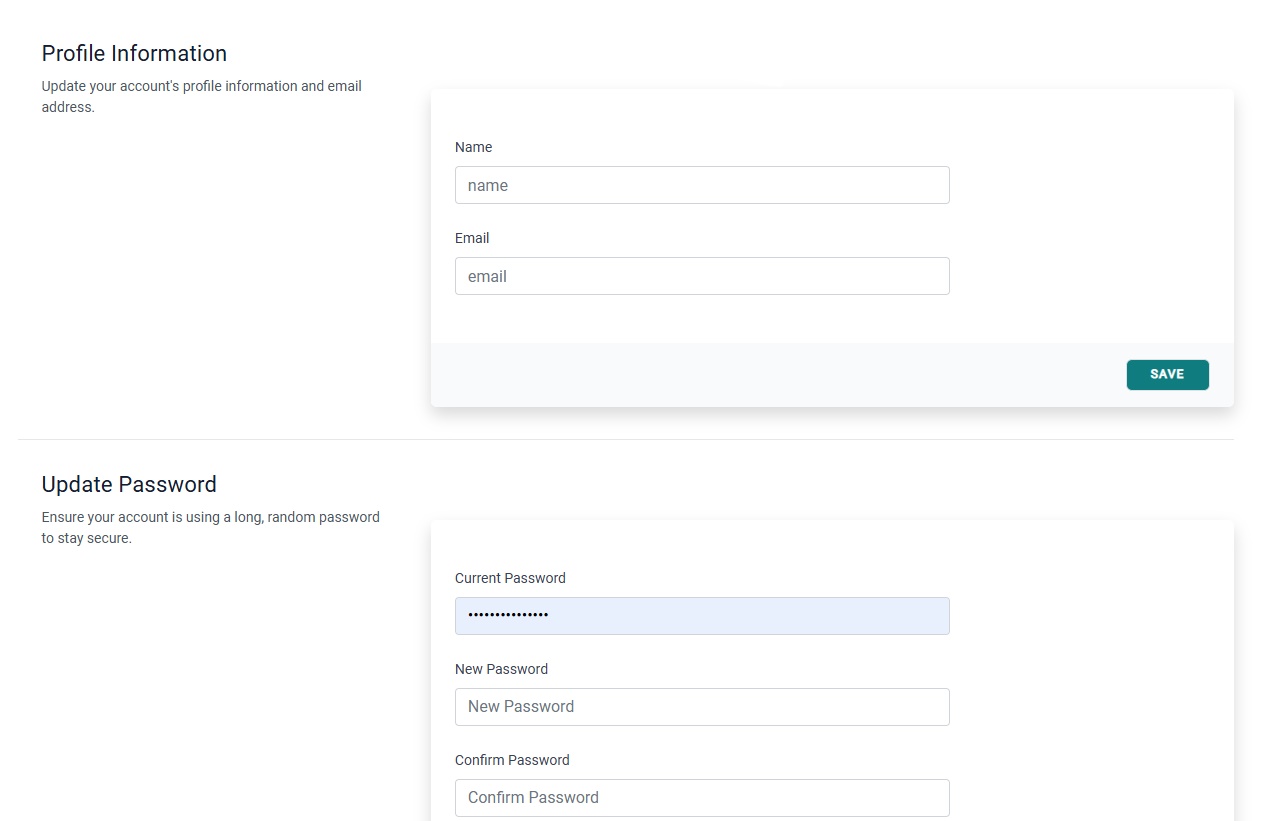 Profile Information
Update your account's profile information and email
address.
Name
name
Email
email
SAVE
Update Password
Ensure your account is using a long, random password
to stay secure.
Current Password
•••••••••••••••
New Password
New Password
Confirm Password
Confirm Password